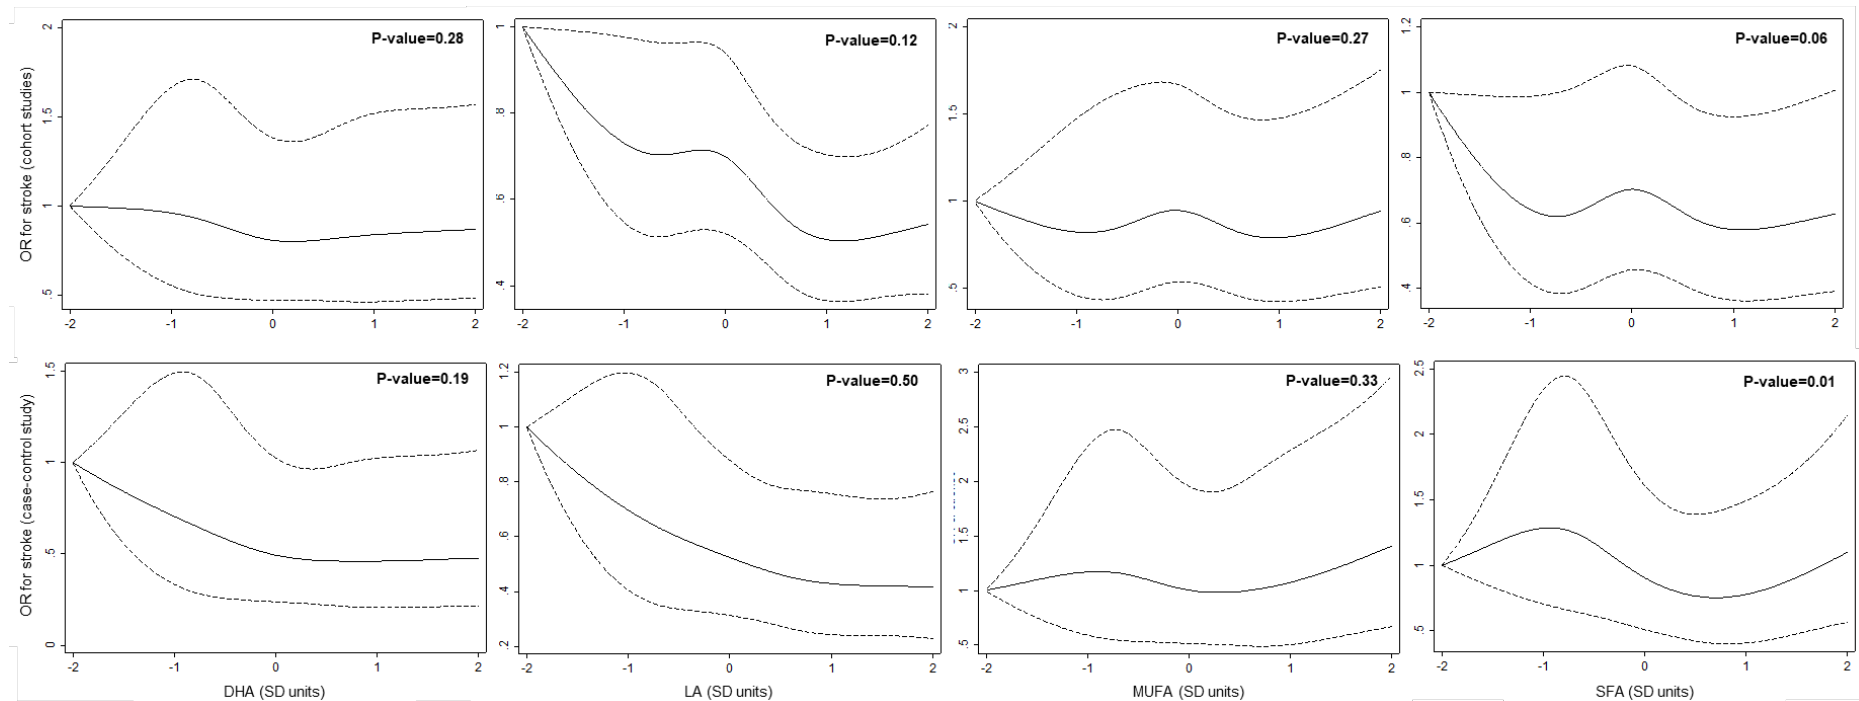 P-value=0.28
P-value=0.12
P-value=0.27
P-value=0.06
OR for stroke (cohort studies)
2
1.5
1
.5
-2 -1 0 1 2
1
.8
.6
.4
-2 -1 0 1 2
2
1.5
1
.5
-2 -1 0 1 2
1.2
1
.8
.6
.4
-2 -1 0 1 2
P-value=0.19
P-value=0.50
P-value=0.33
P-value=0.01
OR for stroke (case-control study)
1.5
1
.5
0
-2 -1 0 1 2
DHA (SD units)
1.2
1
.8
.6
.4
.2
-2 -1 0 1 2
LA (SD units)
3
2.5
2
1.5
1
.5
-2 -1 0 1 2
MUFA (SD units)
2.5
2
1.5
1
.5
-2 -1 0 1 2
SFA (SD units)